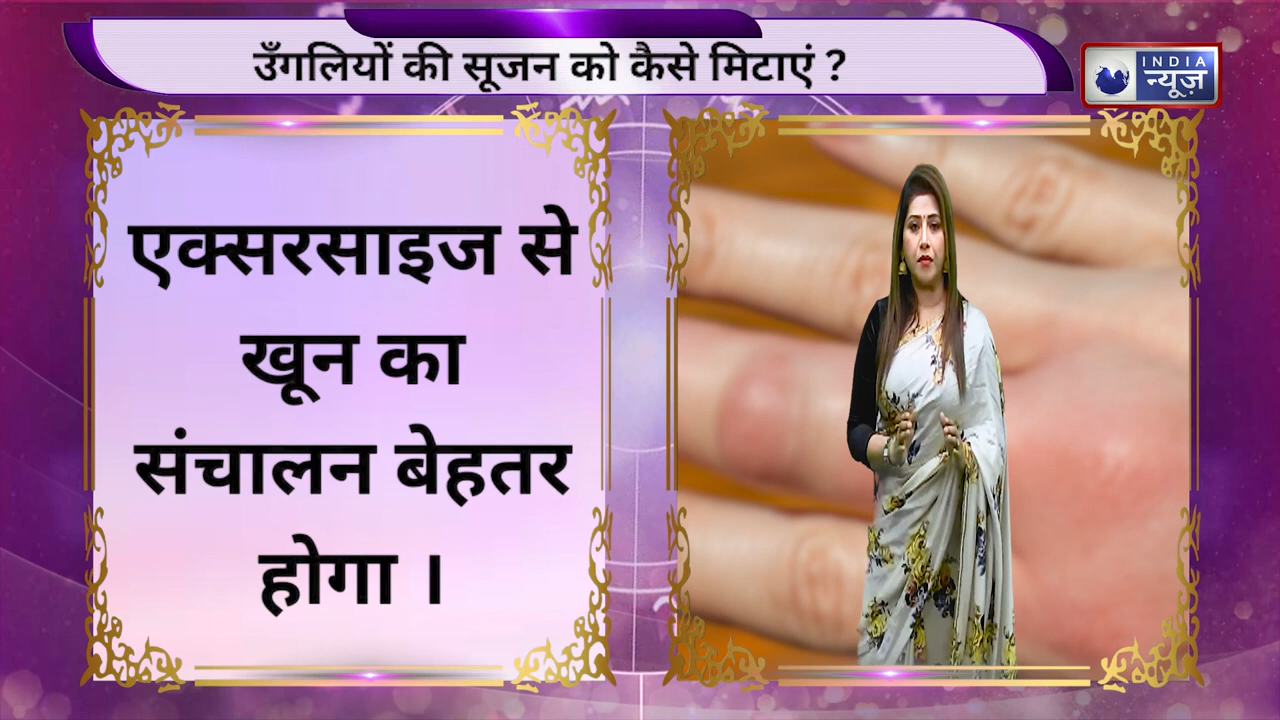 उँगलियों की सूजन को कैसे मिटाएं ?
INDIA
न्यूज़
एक्सरसाइज से
खून का
संचालन बेहतर
होगा ।